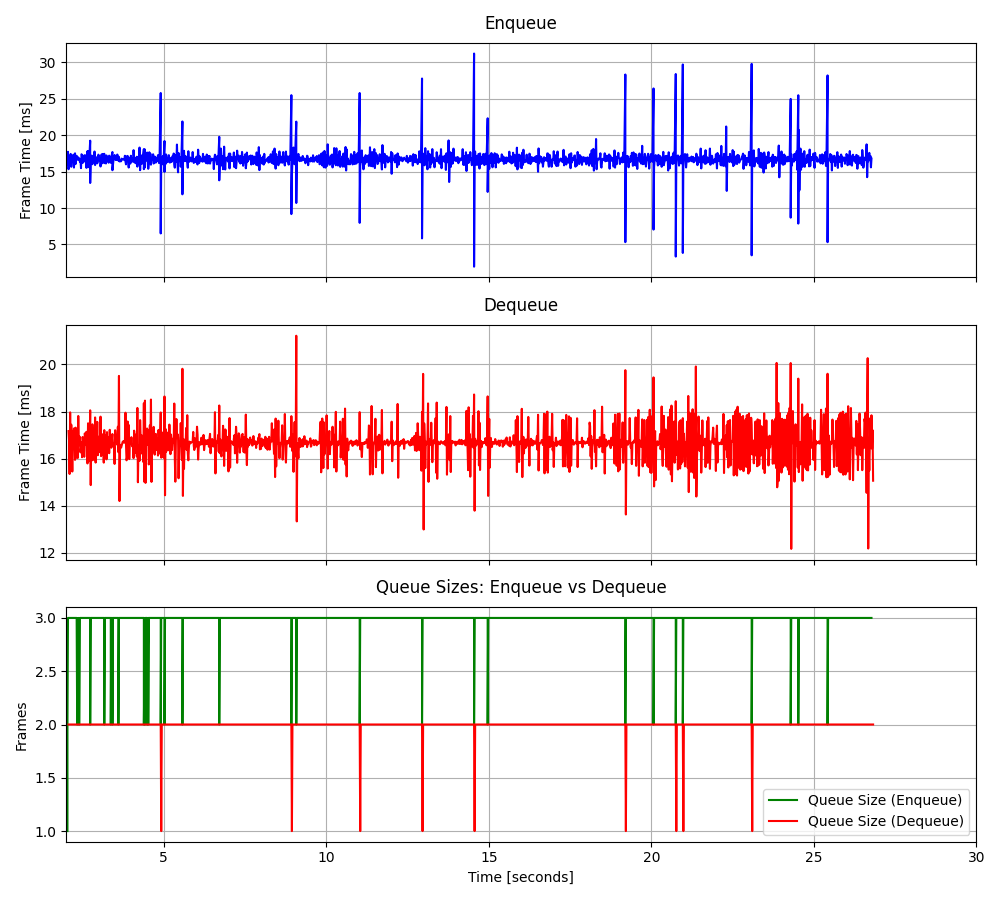 Enqueue
Frame Time [ms]
30
25
20
15
10
5
Dequeue
Frame Time [ms]
20
18
16
14
12
Queue Sizes: Enqueue vs Dequeue
Frames
3.0
2.5
2.0
1.5
1.0
Queue Size (Enqueue)
Queue Size (Dequeue)
5 10 15 20 25 30
Time [seconds]